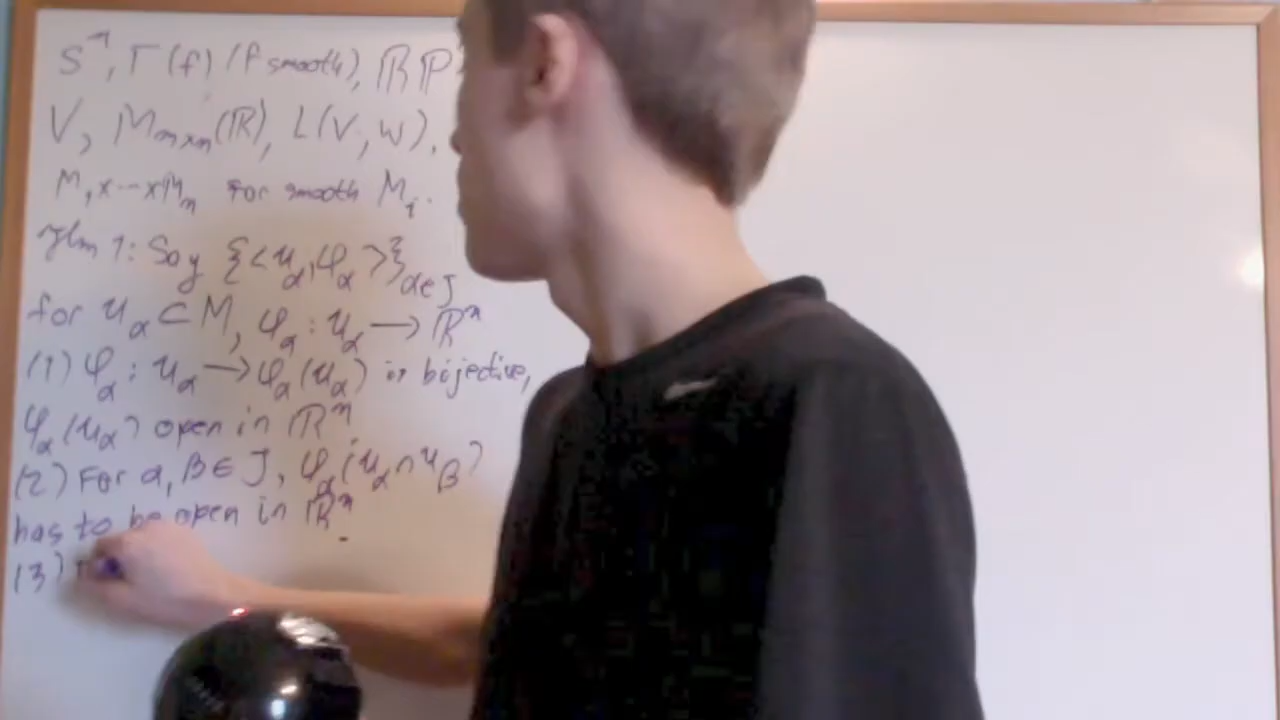 S^1, Γ(f) (f smooth), ℝP
V, M_{m×n}(ℝ), L(V, W),
M_1 × ⋯ × M_n for smooth M_i.
Thm 1: Say {<U_α, φ_α>}_{α∈J}
for U_α ⊂ M, φ_α : U_α → ℝ^n
(1) φ_α : U_α → φ_α(U_α) is bijective,
φ_α(U_α) open in ℝ^n
(2) For α, β ∈ J, φ_α(U_α ∩ U_β)
has to be open in ℝ^n.
(3)